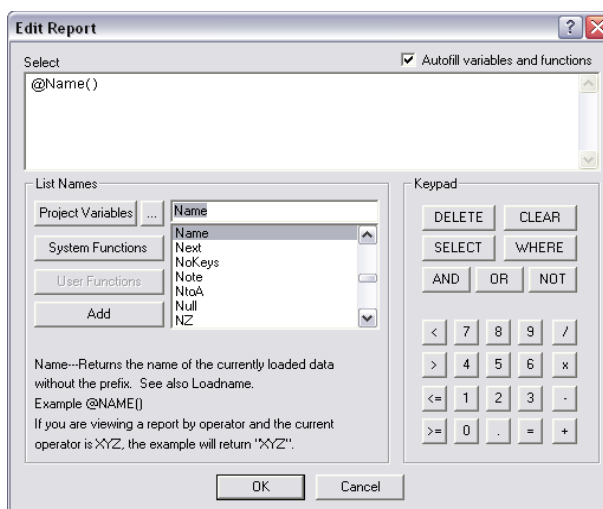 Edit Report
Select
Autofill variables and functions
@Name()
List Names
Project Variables ... Name
System Functions
User Functions
Add
Name
Next
NoKeys
Note
NtoA
Null
NZ
Name---Returns the name of the currently loaded data
without the prefix.  See also Loadname.
Example @NAME()
If you are viewing a report by operator and the current
operator is XYZ, the example will return "XYZ".
Keypad
DELETE CLEAR
SELECT WHERE
AND OR NOT
< 7 8 9 /
> 4 5 6 x
<= 1 2 3 -
>= 0 . = +
OK Cancel